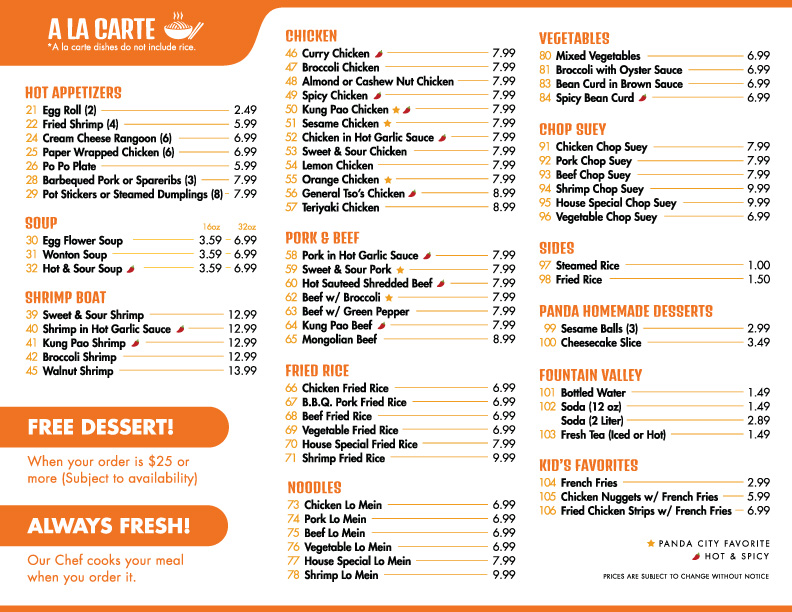 A LA CARTE
*A la carte dishes do not include rice.
HOT APPETIZERS
21 Egg Roll (2) 2.49
22 Fried Shrimp (4) 5.99
24 Cream Cheese Rangoon (6) 6.99
25 Paper Wrapped Chicken (6) 6.99
26 Po Po Plate 5.99
28 Barbequed Pork or Spareribs (3) 7.99
29 Pot Stickers or Steamed Dumplings (8) 7.99
SOUP 16oz 32oz
30 Egg Flower Soup 3.59 - 6.99
31 Wonton Soup 3.59 - 6.99
32 Hot & Sour Soup 3.59 - 6.99
SHRIMP BOAT
39 Sweet & Sour Shrimp 12.99
40 Shrimp in Hot Garlic Sauce 12.99
41 Kung Pao Shrimp 12.99
42 Broccoli Shrimp 12.99
45 Walnut Shrimp 13.99
FREE DESSERT!
When your order is $25 or
more (Subject to availability)
ALWAYS FRESH!
Our Chef cooks your meal
when you order it.
CHICKEN
46 Curry Chicken 7.99
47 Broccoli Chicken 7.99
48 Almond or Cashew Nut Chicken 7.99
49 Spicy Chicken 7.99
50 Kung Pao Chicken 7.99
51 Sesame Chicken 7.99
52 Chicken in Hot Garlic Sauce 7.99
53 Sweet & Sour Chicken 7.99
54 Lemon Chicken 7.99
55 Orange Chicken 7.99
56 General Tso's Chicken 8.99
57 Teriyaki Chicken 8.99
PORK & BEEF
58 Pork in Hot Garlic Sauce 7.99
59 Sweet & Sour Pork 7.99
60 Hot Sauteed Shredded Beef 7.99
62 Beef w/ Broccoli 7.99
63 Beef w/ Green Pepper 7.99
64 Kung Pao Beef 7.99
65 Mongolian Beef 8.99
FRIED RICE
66 Chicken Fried Rice 6.99
67 B.B.Q. Pork Fried Rice 6.99
68 Beef Fried Rice 6.99
69 Vegetable Fried Rice 6.99
70 House Special Fried Rice 7.99
71 Shrimp Fried Rice 9.99
NOODLES
73 Chicken Lo Mein 6.99
74 Pork Lo Mein 6.99
75 Beef Lo Mein 6.99
76 Vegetable Lo Mein 6.99
77 House Special Lo Mein 7.99
78 Shrimp Lo Mein 9.99
VEGETABLES
80 Mixed Vegetables 6.99
81 Broccoli with Oyster Sauce 6.99
83 Bean Curd in Brown Sauce 6.99
84 Spicy Bean Curd 6.99
CHOP SUEY
91 Chicken Chop Suey 7.99
92 Pork Chop Suey 7.99
93 Beef Chop Suey 7.99
94 Shrimp Chop Suey 9.99
95 House Special Chop Suey 9.99
96 Vegetable Chop Suey 6.99
SIDES
97 Steamed Rice 1.00
98 Fried Rice 1.50
PANDA HOMEMADE DESSERTS
99 Sesame Balls (3) 2.99
100 Cheesecake Slice 3.49
FOUNTAIN VALLEY
101 Bottled Water 1.49
102 Soda (12 oz) 1.49
Soda (2 Liter) 2.89
103 Fresh Tea (Iced or Hot) 1.49
KID'S FAVORITES
104 French Fries 2.99
105 Chicken Nuggets w/ French Fries 5.99
106 Fried Chicken Strips w/ French Fries 6.99
PANDA CITY FAVORITE
HOT & SPICY
PRICES ARE SUBJECT TO CHANGE WITHOUT NOTICE